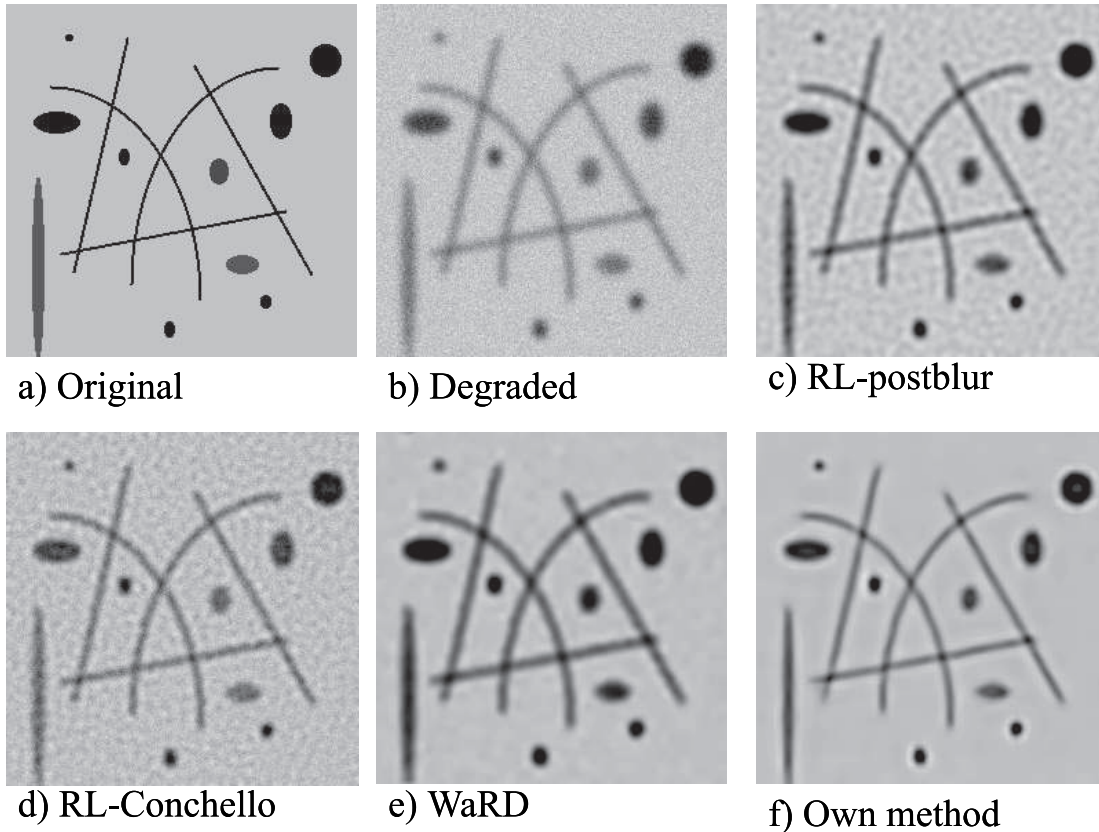 a) Original
b) Degraded
c) RL-postblur
d) RL-Conchello
e) WaRD
f) Own method